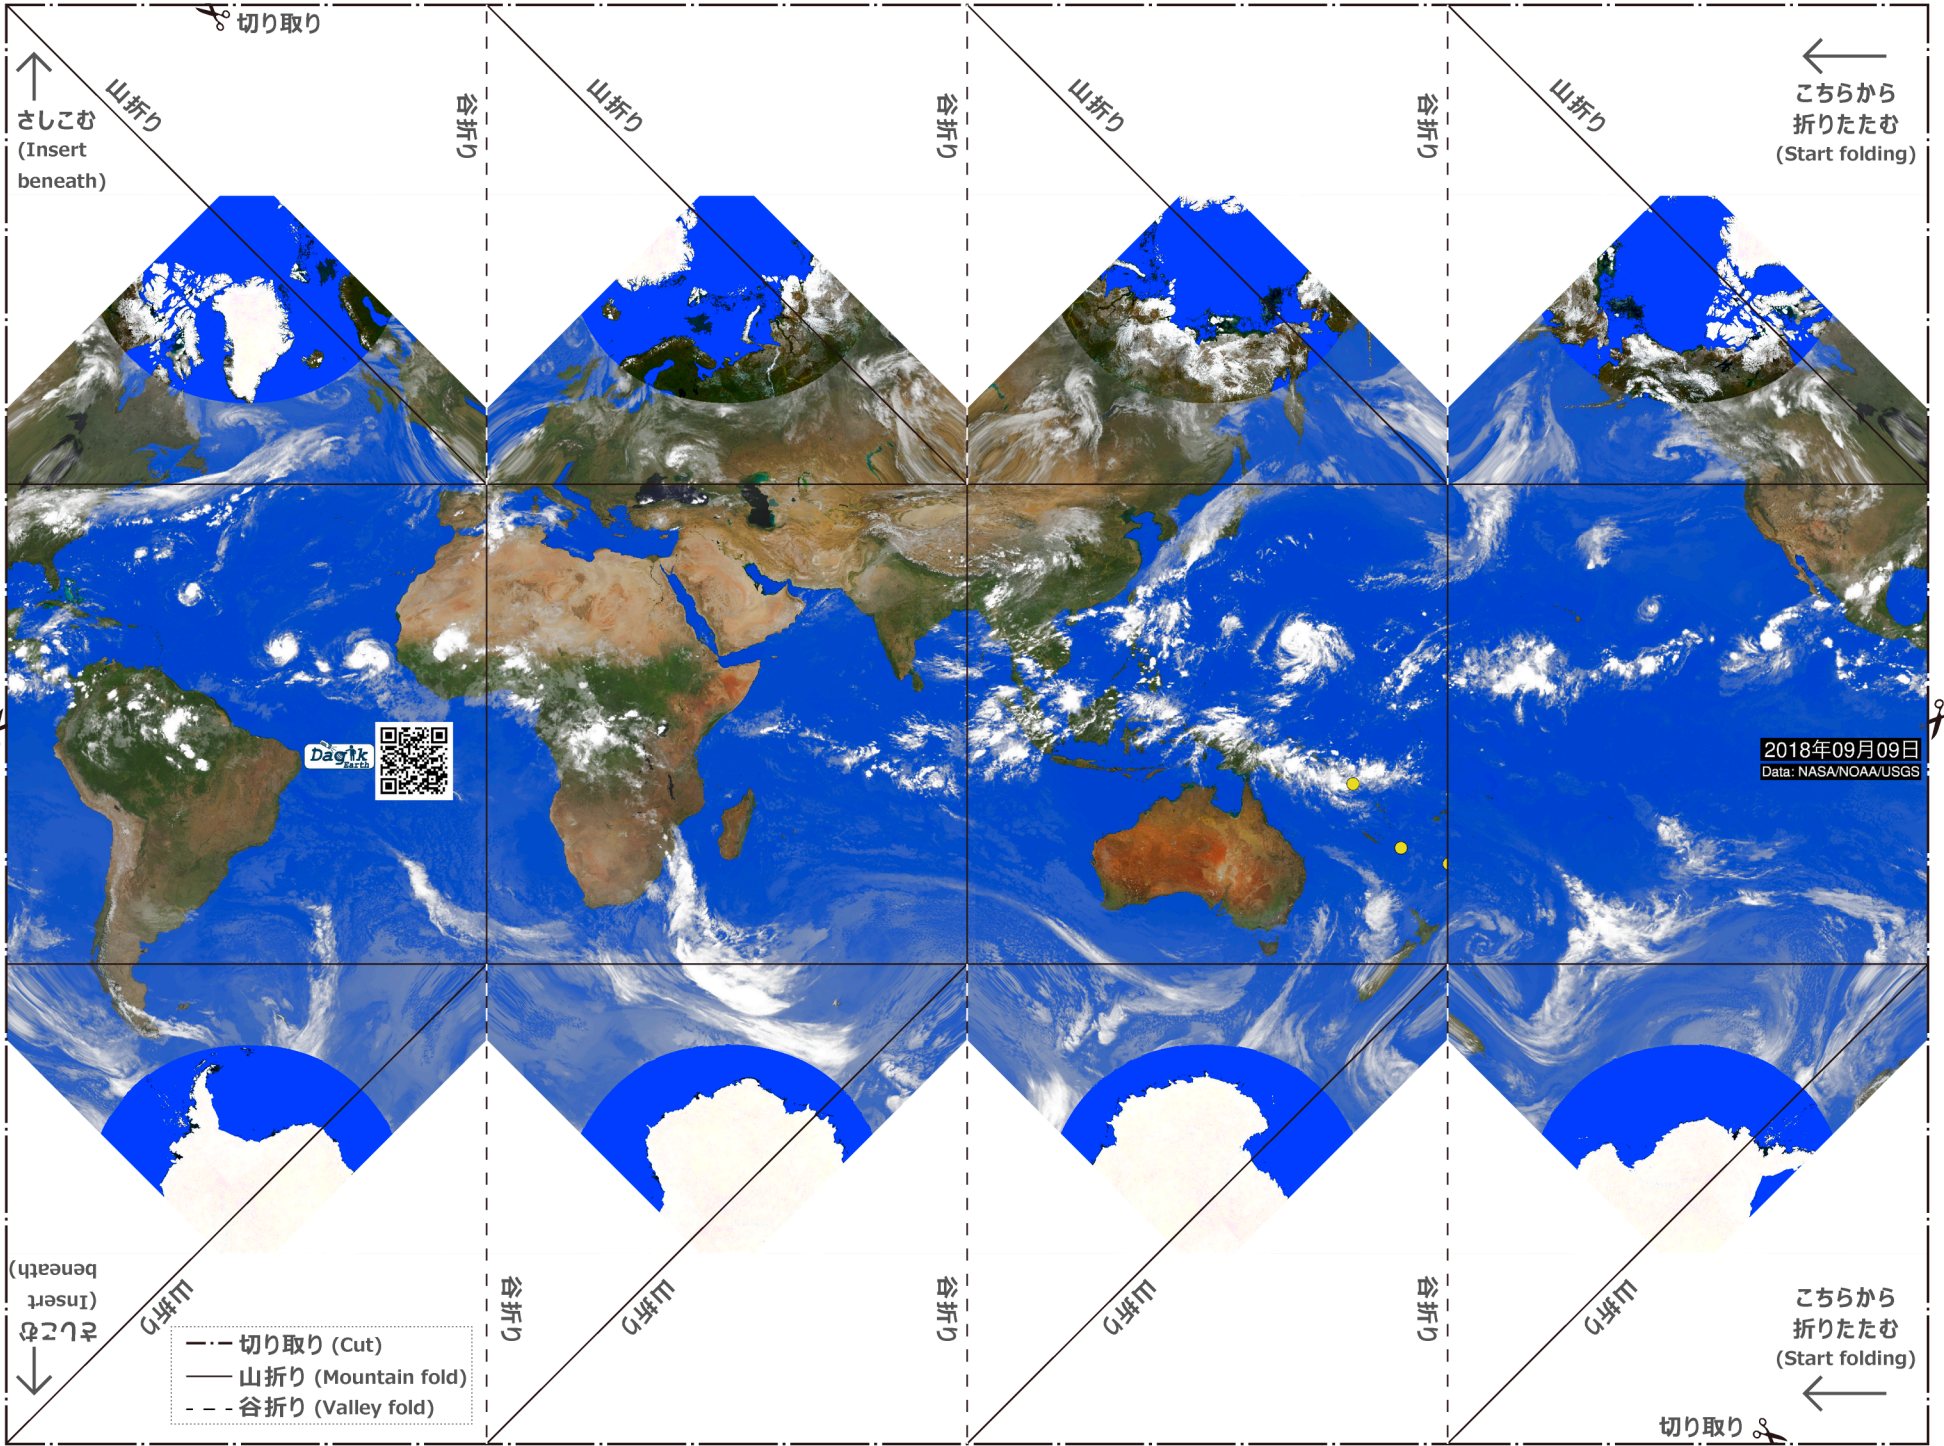 切り取り
山折り
谷折り
山折り
谷折り
山折り
谷折り
山折り
さしこむ
(Insert
beneath)
こちらから
折りたたむ
(Start folding)
Dagik
Earth
2018年09月09日
Data: NASA/NOAA/USGS
さしこむ
(Insert
beneath)
山折り
谷折り
山折り
谷折り
山折り
谷折り
山折り
こちらから
折りたたむ
(Start folding)
切り取り (Cut)
山折り (Mountain fold)
谷折り (Valley fold)
切り取り